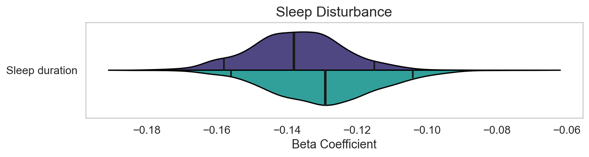 Sleep Disturbance
Sleep duration
−0.18 −0.16 −0.14 −0.12 −0.10 −0.08 −0.06
Beta Coefficient